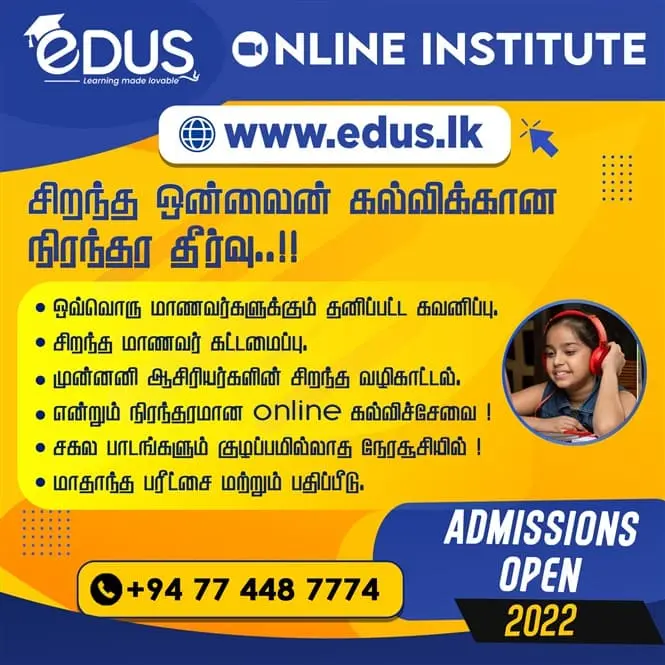 eDUS
Learning made lovable
ONLINE INSTITUTE
www.edus.lk
சிறந்த ஒன்லைன் கல்விக்கான
நிரந்தர தீர்வு..!!
• ஒவ்வொரு மாணவர்களுக்கும் தனிப்பட்ட கவனிப்பு.
• சிறந்த மாணவர் கட்டமைப்பு.
• முன்னனி ஆசிரியர்களின் சிறந்த வழிகாட்டல்.
• என்றும் நிரந்தரமான online கல்விச்சேவை !
• சகல பாடங்களும் குழப்பமில்லாத நேரசூசியில் !
• மாதாந்த பரீட்சை மற்றும் பதிப்பீடு.
ADMISSIONS
OPEN
2022
+94 77 448 7774